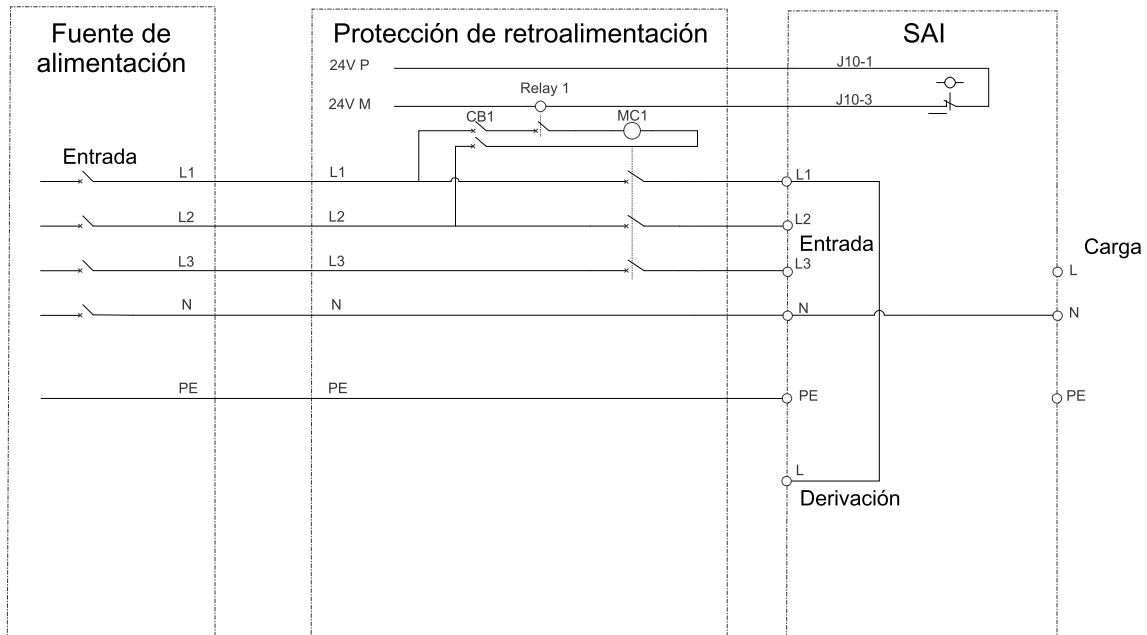 Fuente de
alimentación
Protección de retroalimentación
SAI
24V P
J10-1
24V M
Relay 1
J10-3
CB1
MC1
Entrada
L1
L1
L1
L2
L2
L2
Entrada
Carga
L3
L3
L3
L
N
N
N
N
PE
PE
PE
PE
L
Derivación